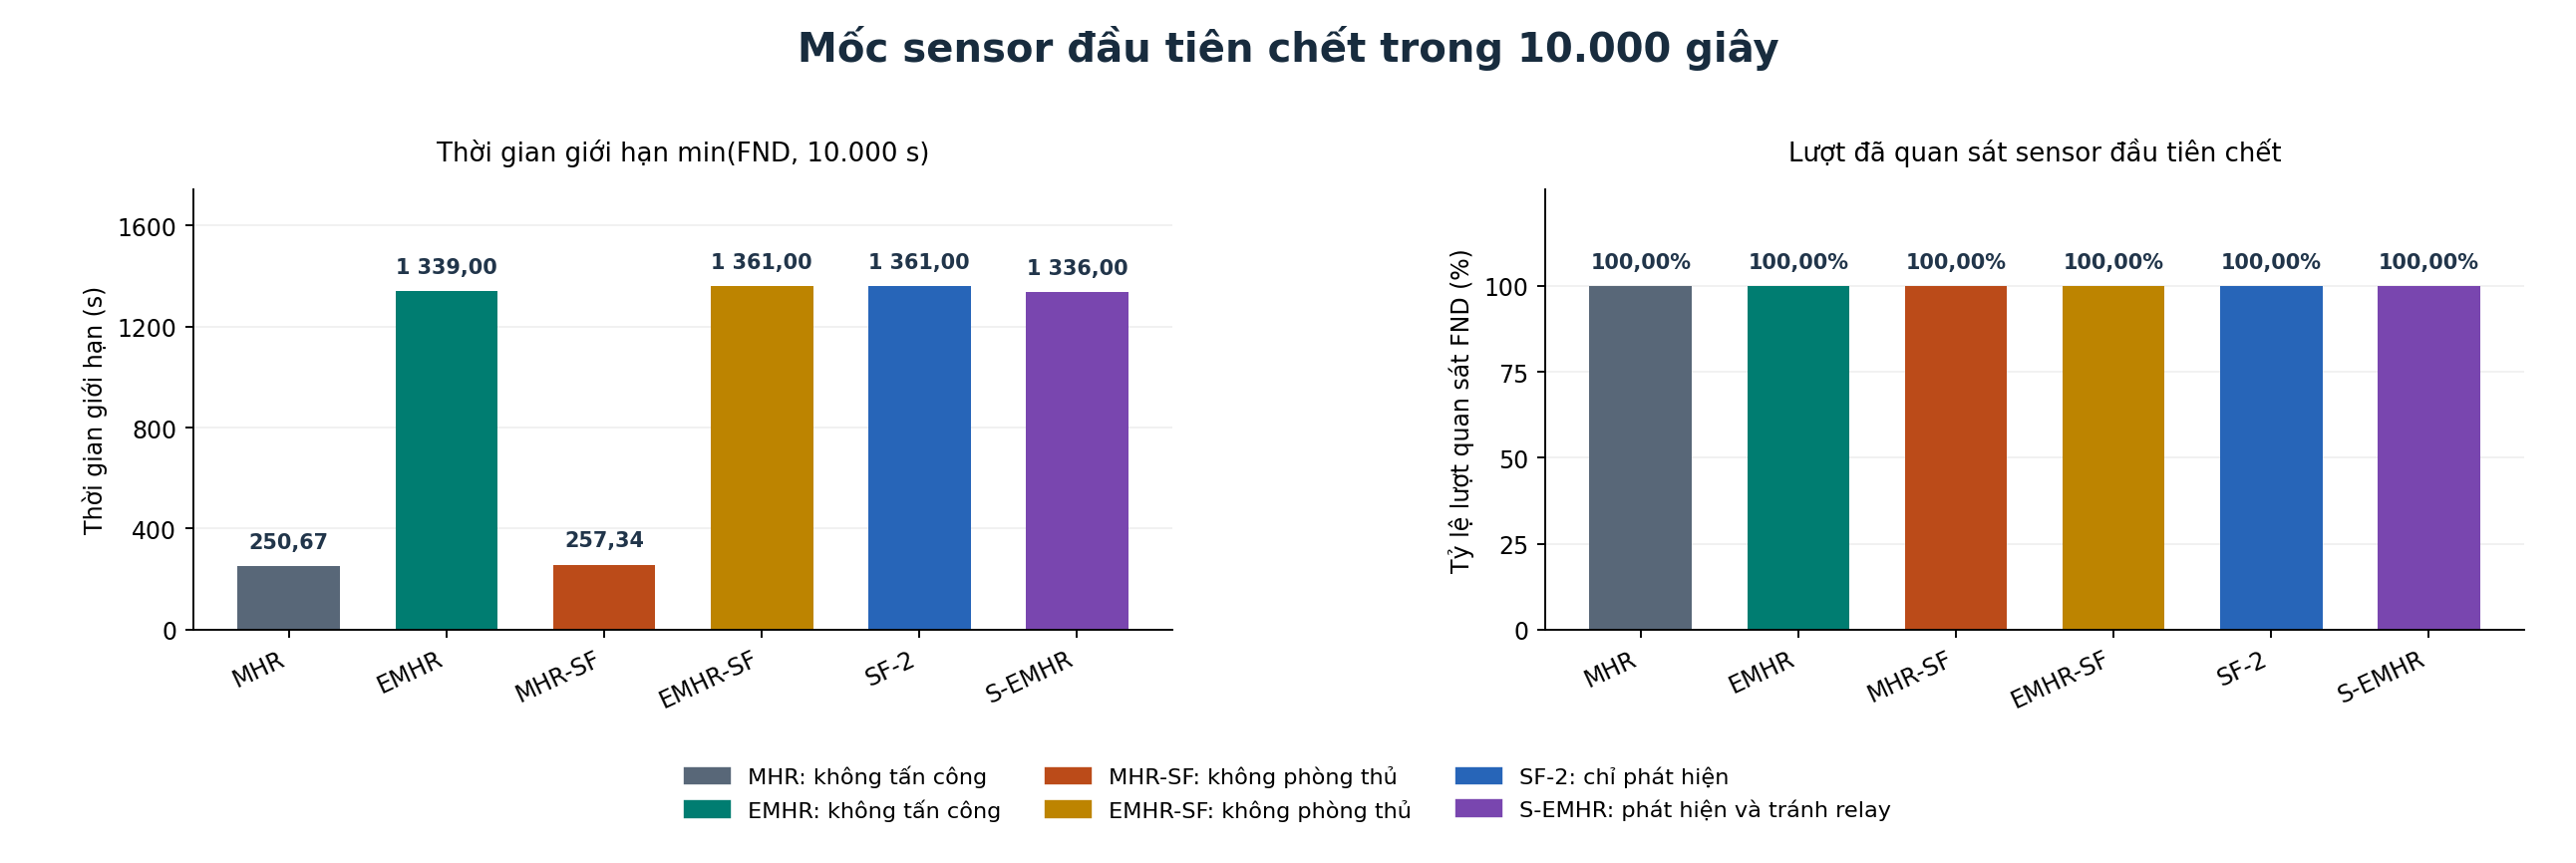 Mốc sensor đầu tiên chết trong 10.000 giây
Thời gian giới hạn min(FND, 10.000 s)
Thời gian giới hạn (s)
1600
1200
800
400
0
250,67
1 339,00
257,34
1 361,00
1 361,00
1 336,00
MHR
EMHR
MHR-SF
EMHR-SF
SF-2
S-EMHR
Lượt đã quan sát sensor đầu tiên chết
Tỷ lệ lượt quan sát FND (%)
100
75
50
25
0
100,00%
100,00%
100,00%
100,00%
100,00%
100,00%
MHR
EMHR
MHR-SF
EMHR-SF
SF-2
S-EMHR
MHR: không tấn công
EMHR: không tấn công
MHR-SF: không phòng thủ
EMHR-SF: không phòng thủ
SF-2: chỉ phát hiện
S-EMHR: phát hiện và tránh relay